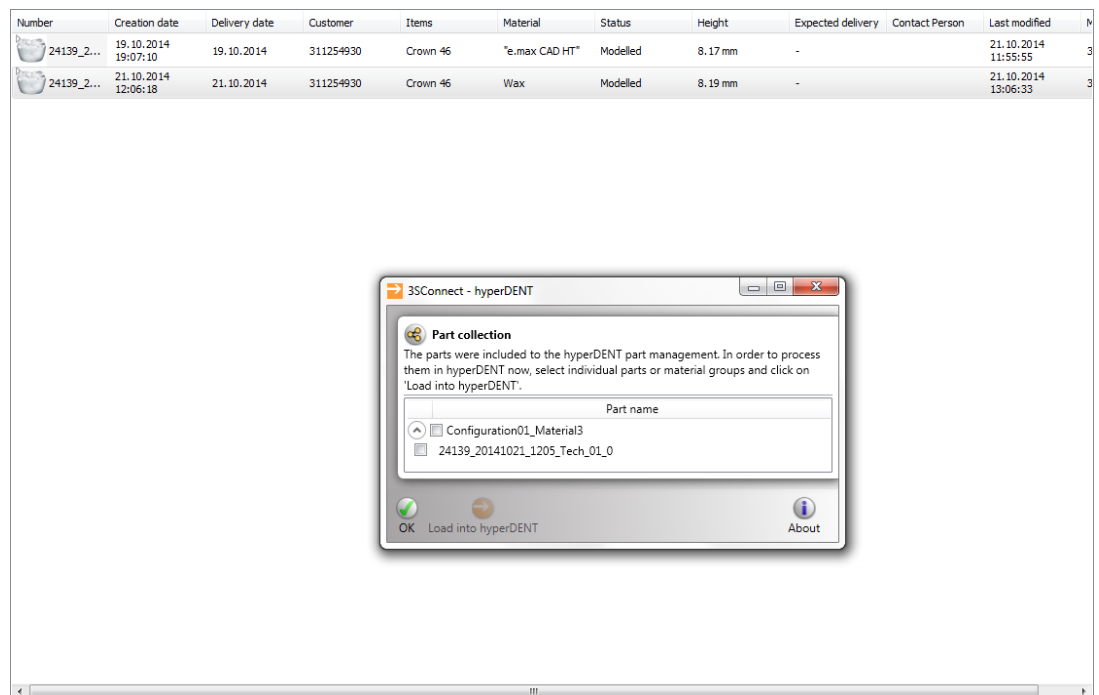 Number Creation date Delivery date Customer Items Material Status Height Expected delivery Contact Person Last modified
24139_2... 19.10.2014 19:07:10 19.10.2014 311254930 Crown 46 "e.max CAD HT" Modelled 8.17 mm - 21.10.2014 11:55:55 3
24139_2... 21.10.2014 12:06:18 21.10.2014 311254930 Crown 46 Wax Modelled 8.19 mm - 21.10.2014 13:06:33 3
3SConnect - hyperDENT
Part collection
The parts were included to the hyperDENT part management. In order to process
them in hyperDENT now, select individual parts or material groups and click on
'Load into hyperDENT'.
Part name
Configuration01_Material3
24139_20141021_1205_Tech_01_0
OK Load into hyperDENT About